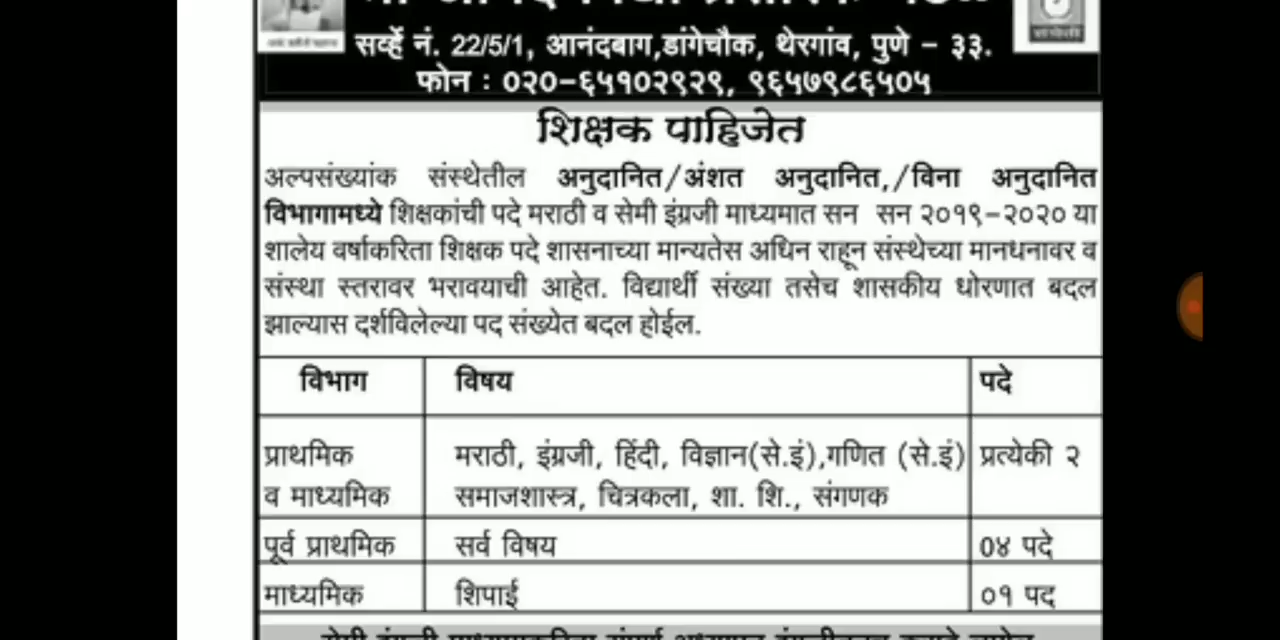 सर्व्हे नं. 22/5/1, आनंदबाग,डांगेचौक, थेरगांव, पुणे – ३३.
फोन : ०२०–६५१०२९२९, ९६५७९८६५०५
शिक्षक पाहिजेत
अल्पसंख्यांक संस्थेतील अनुदानित/अंशत अनुदानित,/विना अनुदानित
विभागामध्ये शिक्षकांची पदे मराठी व सेमी इंग्रजी माध्यमात सन सन २०१९–२०२० या
शालेय वर्षाकरिता शिक्षक पदे शासनाच्या मान्यतेस अधिन राहून संस्थेच्या मानधनावर व
संस्था स्तरावर भरावयाची आहेत. विद्यार्थी संख्या तसेच शासकीय धोरणात बदल
झाल्यास दर्शविलेल्या पद संख्येत बदल होईल.
विभाग विषय पदे
प्राथमिक मराठी, इंग्रजी, हिंदी, विज्ञान(से.इं),गणित (से.इं) प्रत्येकी २
व माध्यमिक समाजशास्त्र, चित्रकला, शा. शि., संगणक
पूर्व प्राथमिक सर्व विषय ०४ पदे
माध्यमिक शिपाई ०१ पद